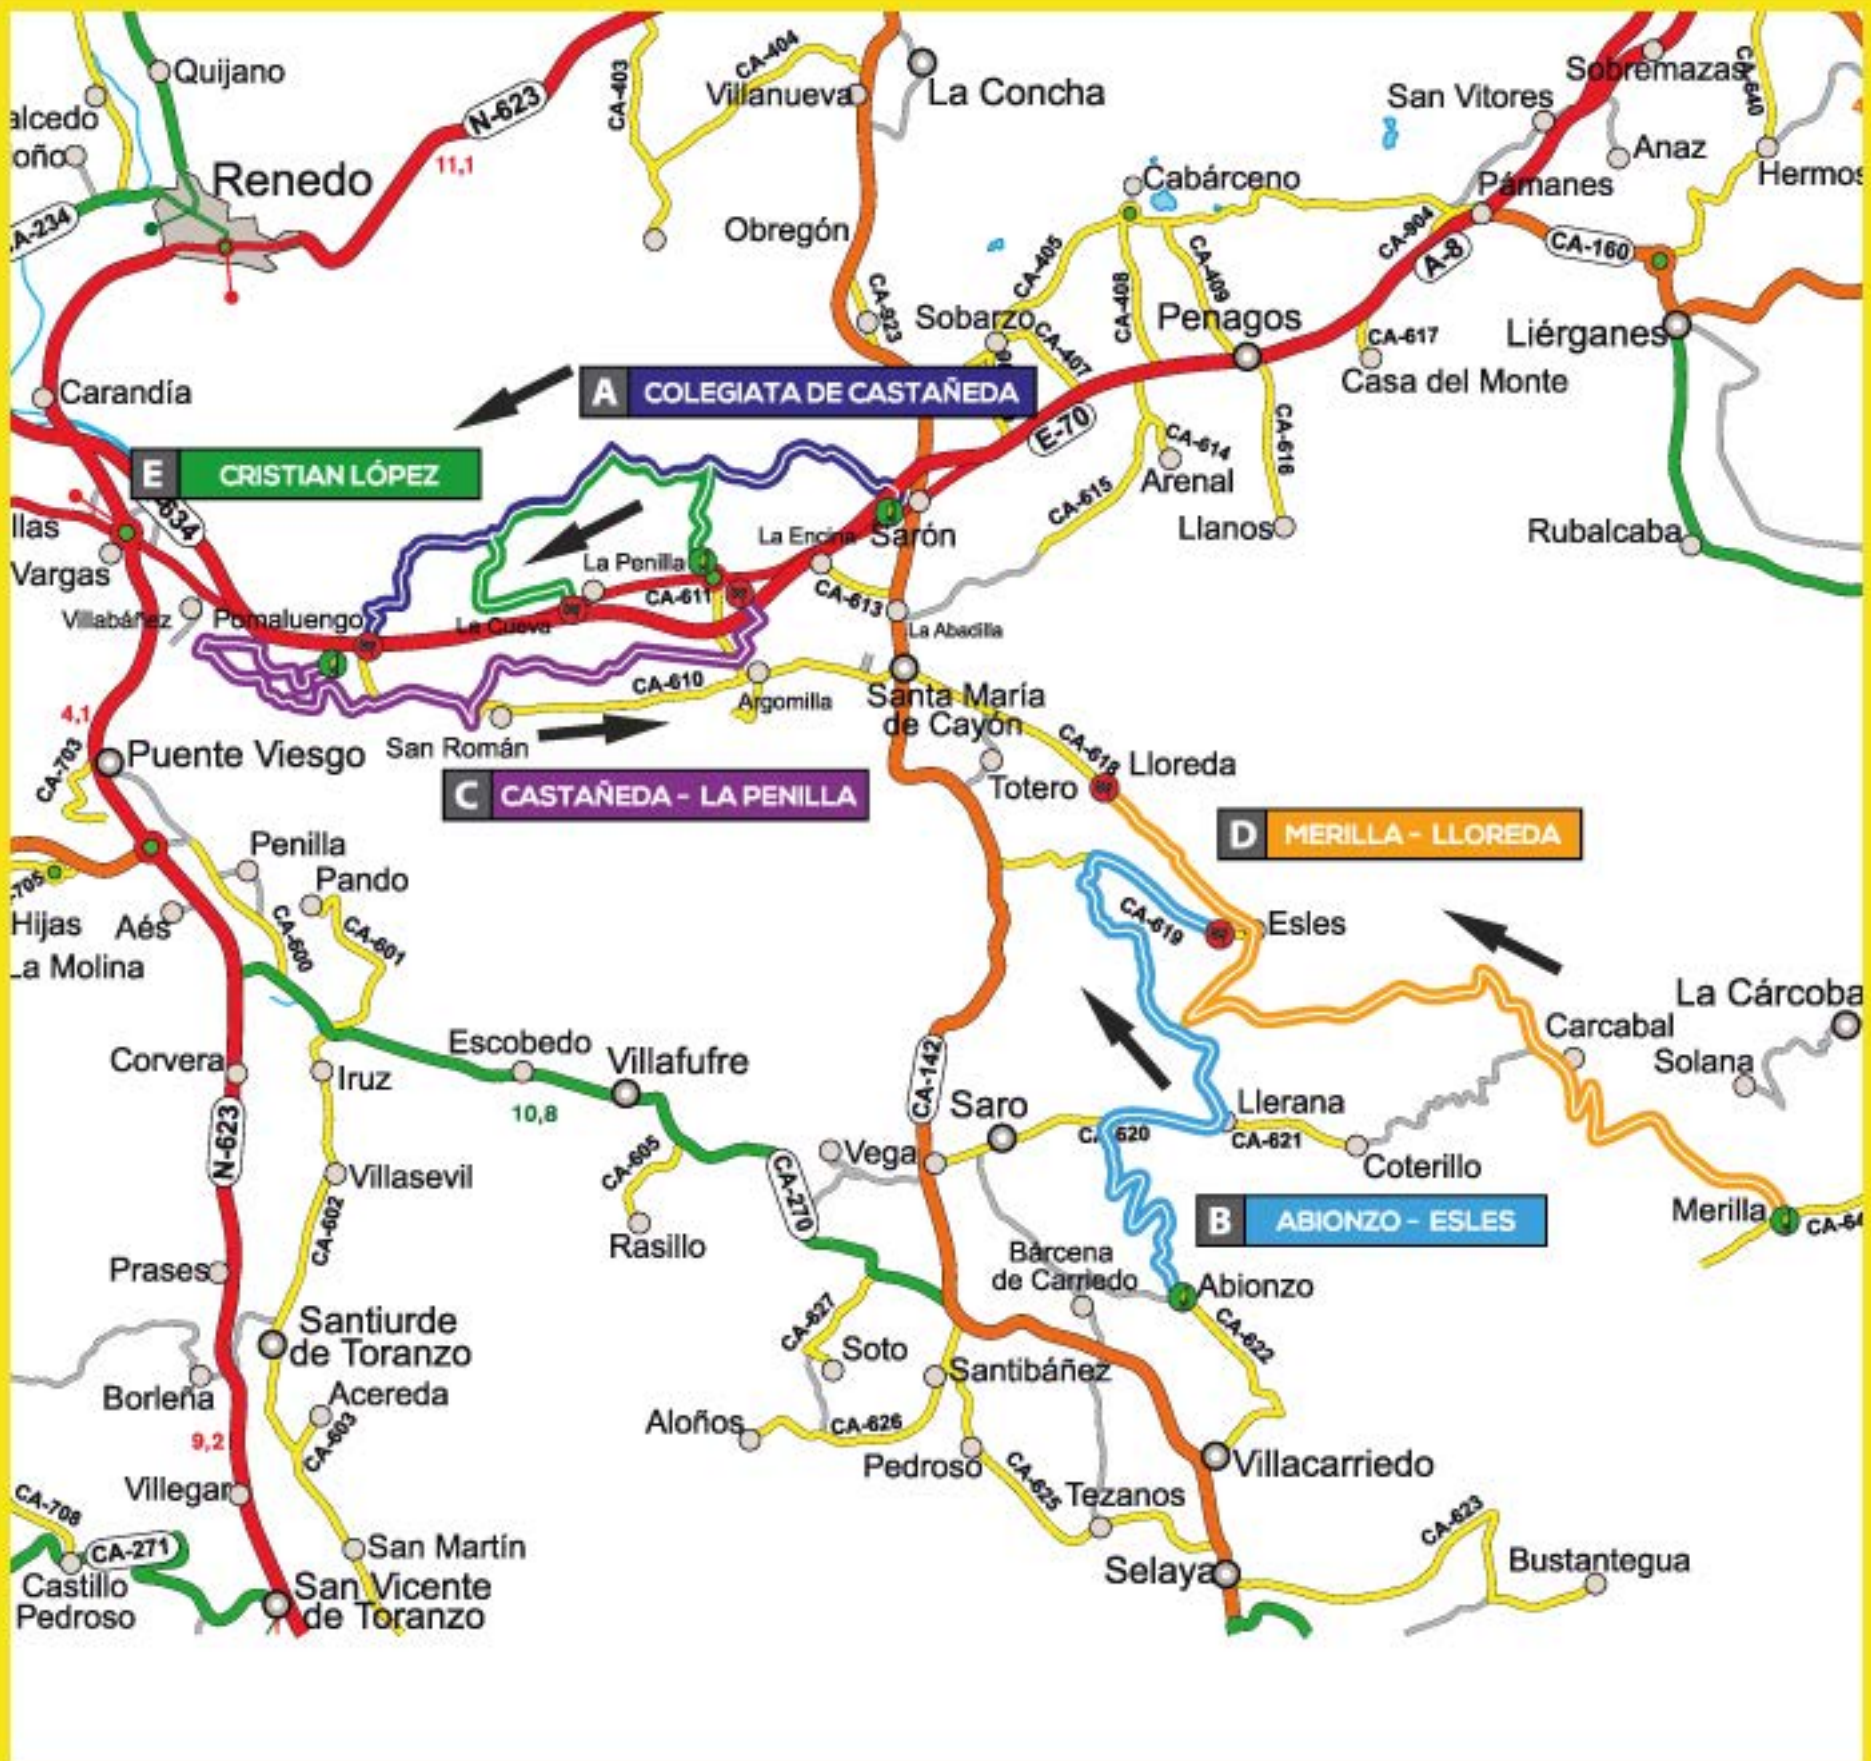 Quijano
alcedo
oño
A-234
Renedo
N-623
11,1
CA-403
CA-404
Villanueva
La Concha
Obregón
San Vitores
Sobremazas
CA-640
Anaz
Hermos
Cabárceno
Pámanes
CA-904
A-8
CA-160
CA-405
CA-408
CA-409
CA-923
Sobarzo
CA-407
Penagos
CA-617
Casa del Monte
Liérganes
Carandía
A COLEGIATA DE CASTAÑEDA
E-70
CA-614
CA-616
E CRISTIAN LÓPEZ
-634
Arenal
CA-615
Llanos
Rubalcaba
llas
Vargas
La Encina
Sarón
La Penilla
CA-611
CA-613
Villabáñez
Pomaluengo
La Cueva
La Abadilla
CA-610
Argomilla
Santa María
de Cayón
4,1
CA-703
Puente Viesgo
San Román
CA-618
Lloreda
Totero
C CASTAÑEDA - LA PENILLA
D MERILLA - LLOREDA
Penilla
Pando
-705
Hijas
Aés
CA-600
CA-601
CA-619
Esles
La Molina
La Cárcoba
Carcabal
Solana
Corvera
Iruz
Escobedo
Villafufre
10,8
CA-142
Saro
Llerana
CA-620
CA-621
Coterillo
N-623
Villasevil
CA-605
Vega
CA-270
Rasillo
CA-602
B ABIONZO - ESLES
Merilla
CA-64
Prases
Bárcena
de Carriedo
Abionzo
CA-622
CA-627
Santiurde
de Toranzo
Soto
Santibáñez
Borleña
Acereda
CA-603
Aloños
CA-626
9,2
Pedroso
Villacarriedo
Villegar
CA-625
Tezanos
CA-623
CA-708
CA-271
San Martín
Selaya
Bustantegua
Castillo
Pedroso
San Vicente
de Toranzo